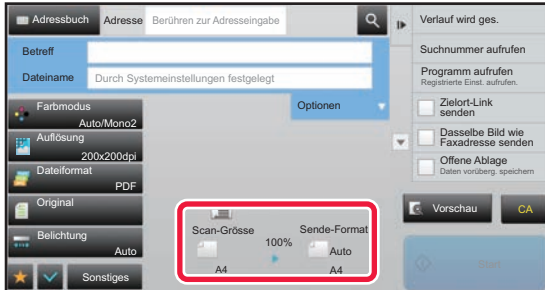 Adressbuch
Adresse
Berühren zur Adresseingabe
Betreff
Dateiname
Durch Systemeinstellungen festgelegt
Optionen
Farbmodus
Auto/Mono2
Auflösung
200x200dpi
Dateiformat
PDF
Original
Belichtung
Auto
Sonstiges
Scan-Grösse
A4
100%
Sende-Format
Auto
A4
Verlauf wird ges.
Suchnummer aufrufen
Programm aufrufen
Registrierte Einst. aufrufen.
Zielort-Link
senden
Dasselbe Bild wie
Faxadresse senden
Offene Ablage
Daten vorüberg. speichern
Vorschau
CA
Start